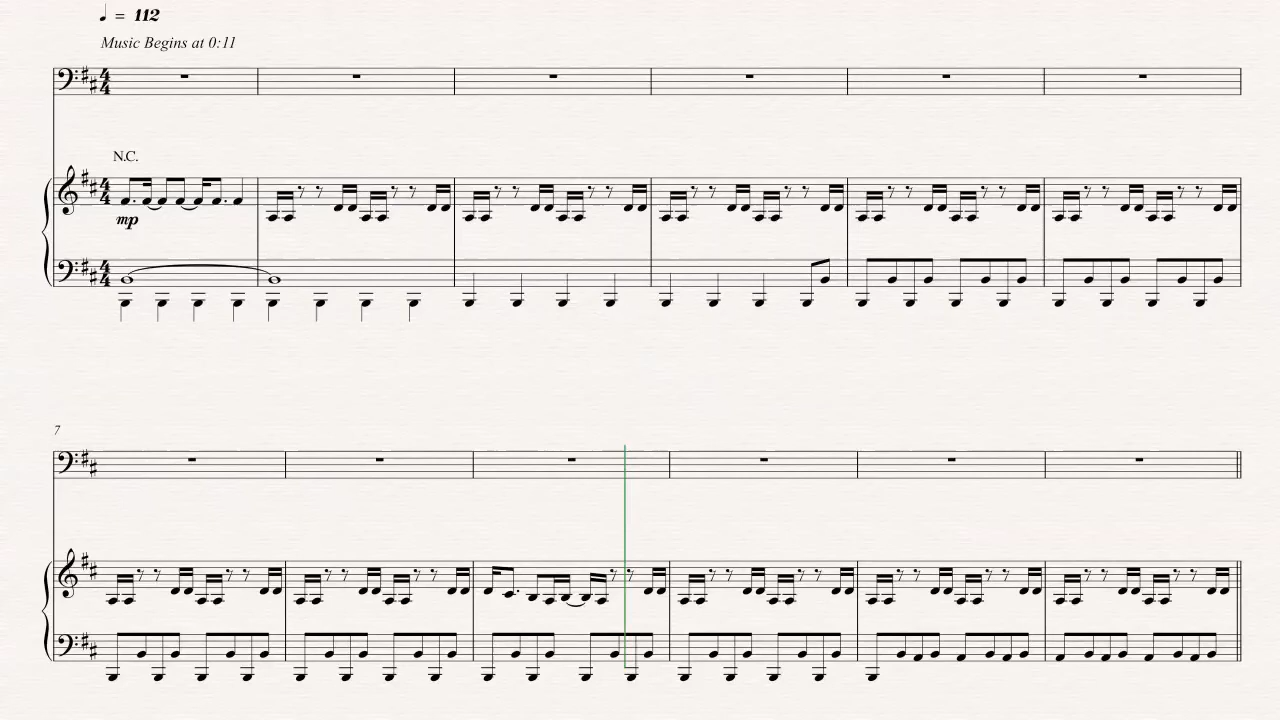 ♩ = 112
Music Begins at 0:11
N.C.
mp
7